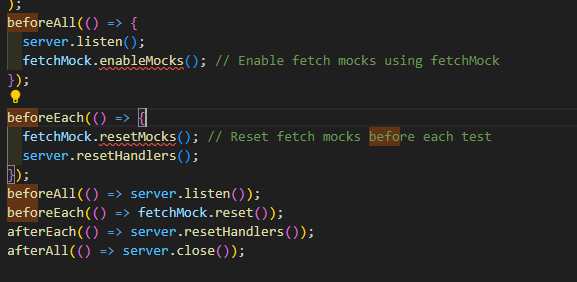 );
beforeAll(() => {
  server.listen();
  fetchMock.enableMocks(); // Enable fetch mocks using fetchMock
});
beforeEach(() => {
  fetchMock.resetMocks(); // Reset fetch mocks before each test
  server.resetHandlers();
});
beforeAll(() => server.listen());
beforeEach(() => fetchMock.reset());
afterEach(() => server.resetHandlers());
afterAll(() => server.close());